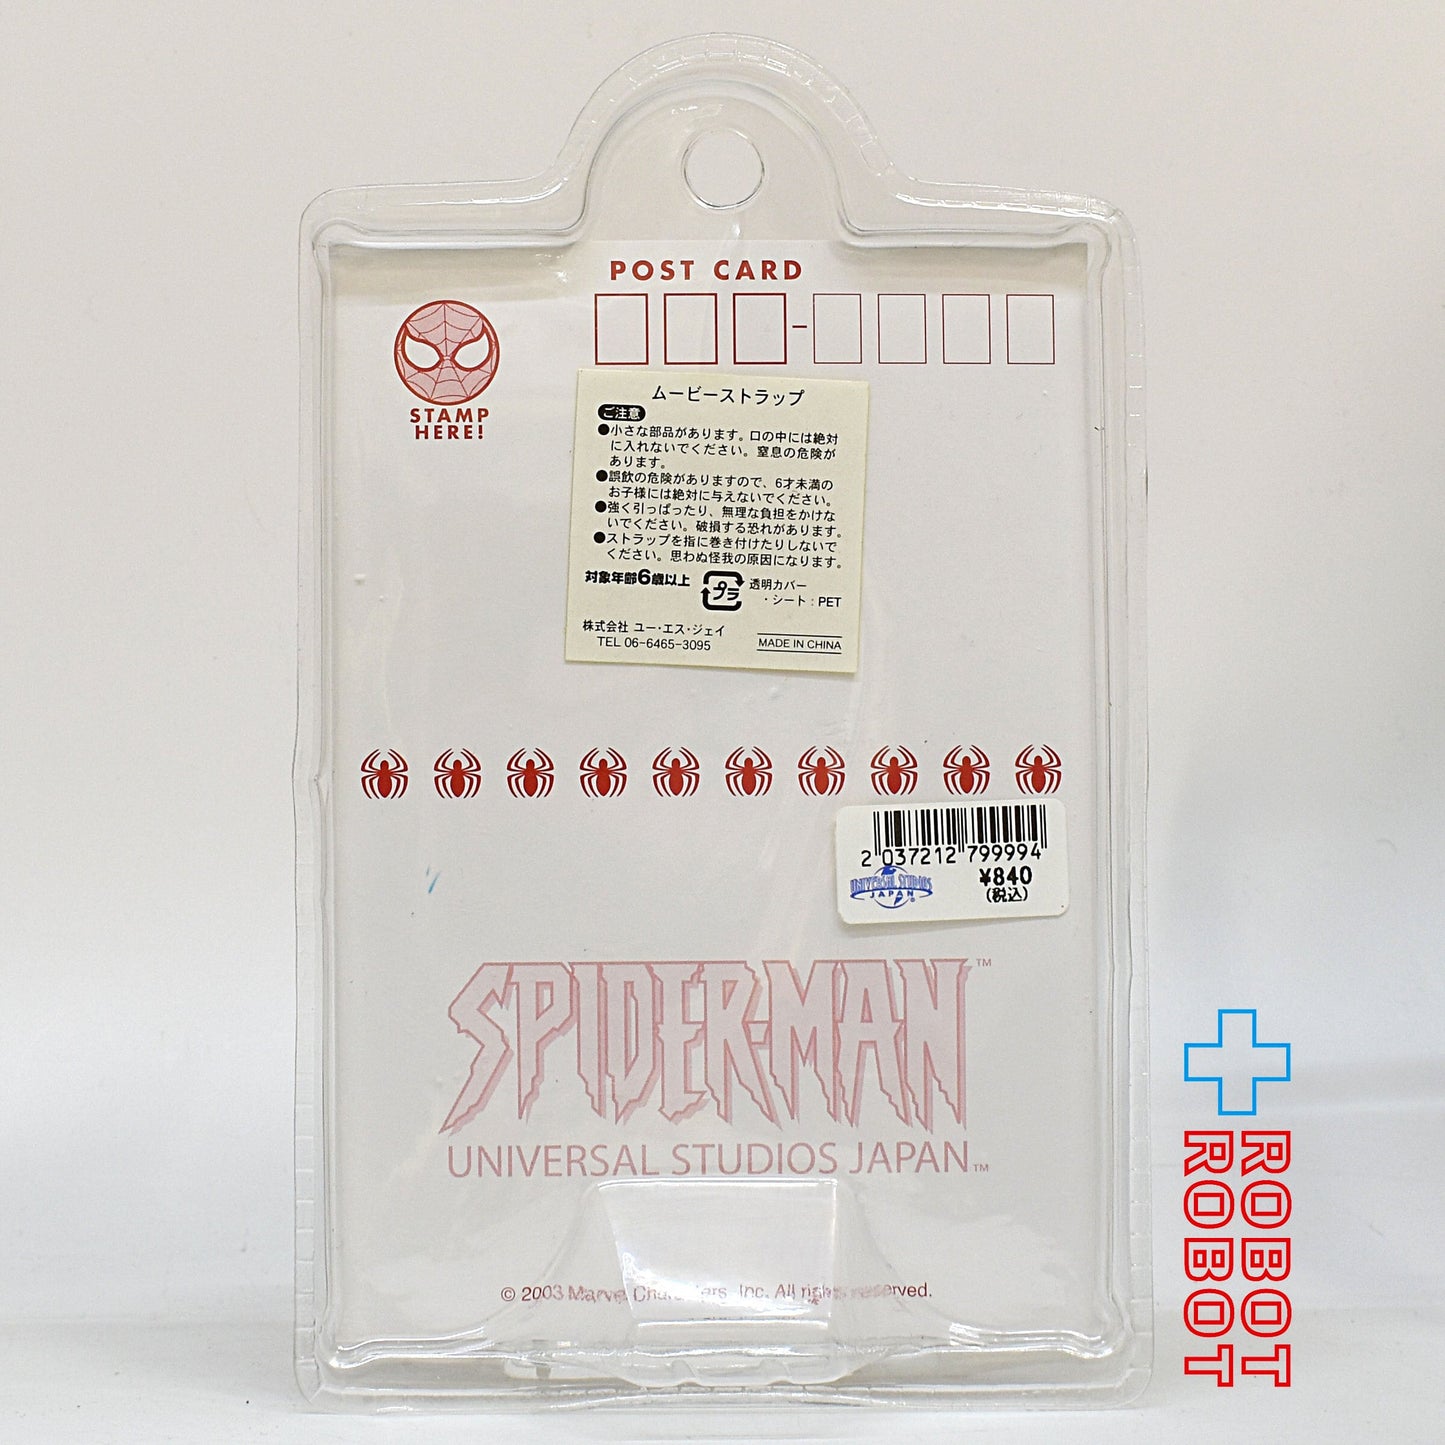 POST CARD
STAMP
HERE!
ムービーストラップ
ご注意
●小さな部品があります。口の中には絶対
に入れないでください。窒息の危険が
あります。
●誤飲の危険がありますので、6才未満の
お子様には絶対に与えないでください。
●強く引っぱったり、無理な負担をかけな
いでください。破損する恐れがあります。
●ストラップを指に巻き付けたりしないで
ください。思わぬ怪我の原因になります。
対象年齢6歳以上
プラ
透明カバー
・シート：PET
株式会社 ユー・エス・ジェイ
TEL 06-6465-3095
MADE IN CHINA
2 037212 799994
UNIVERSAL STUDIOS
JAPAN®
¥840
(税込)
SPIDER-MAN™
UNIVERSAL STUDIOS JAPAN™
© 2003 Marvel Characters, Inc. All rights reserved.
ROBOT
ROBOT